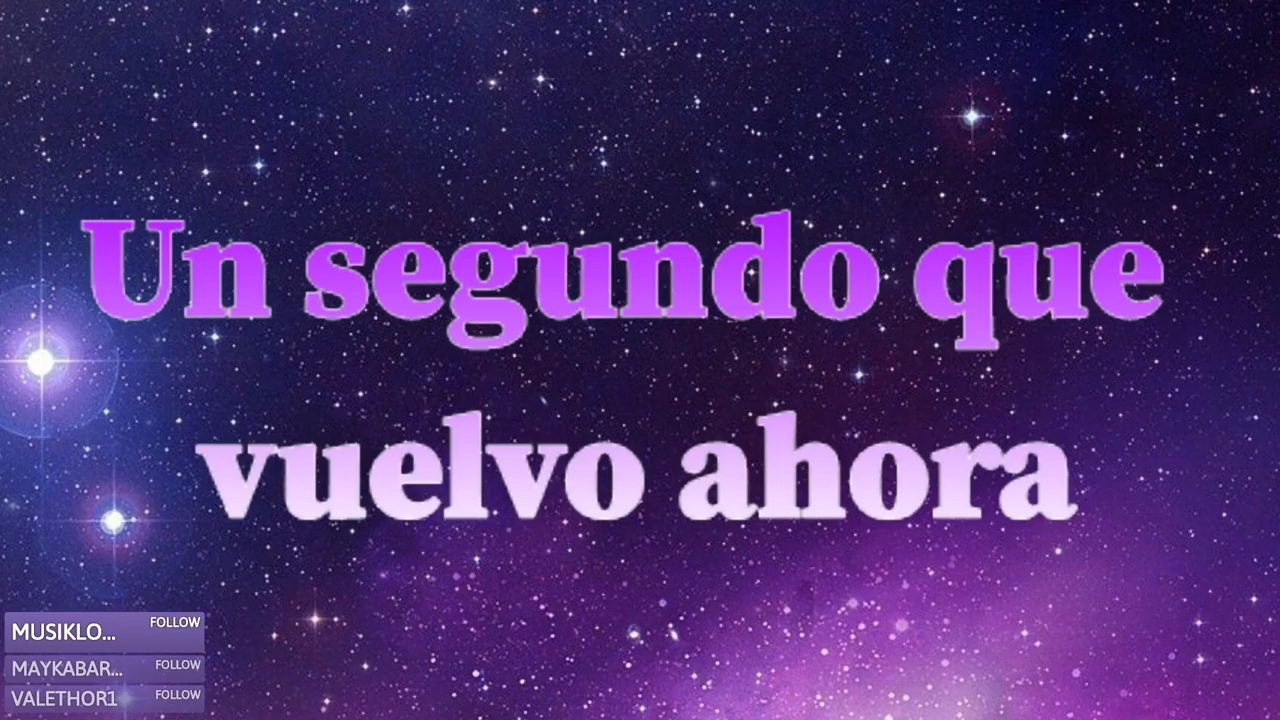 Un segundo que
vuelvo ahora
MUSIKLO... FOLLOW
MAYKABAR... FOLLOW
VALETHOR1 FOLLOW